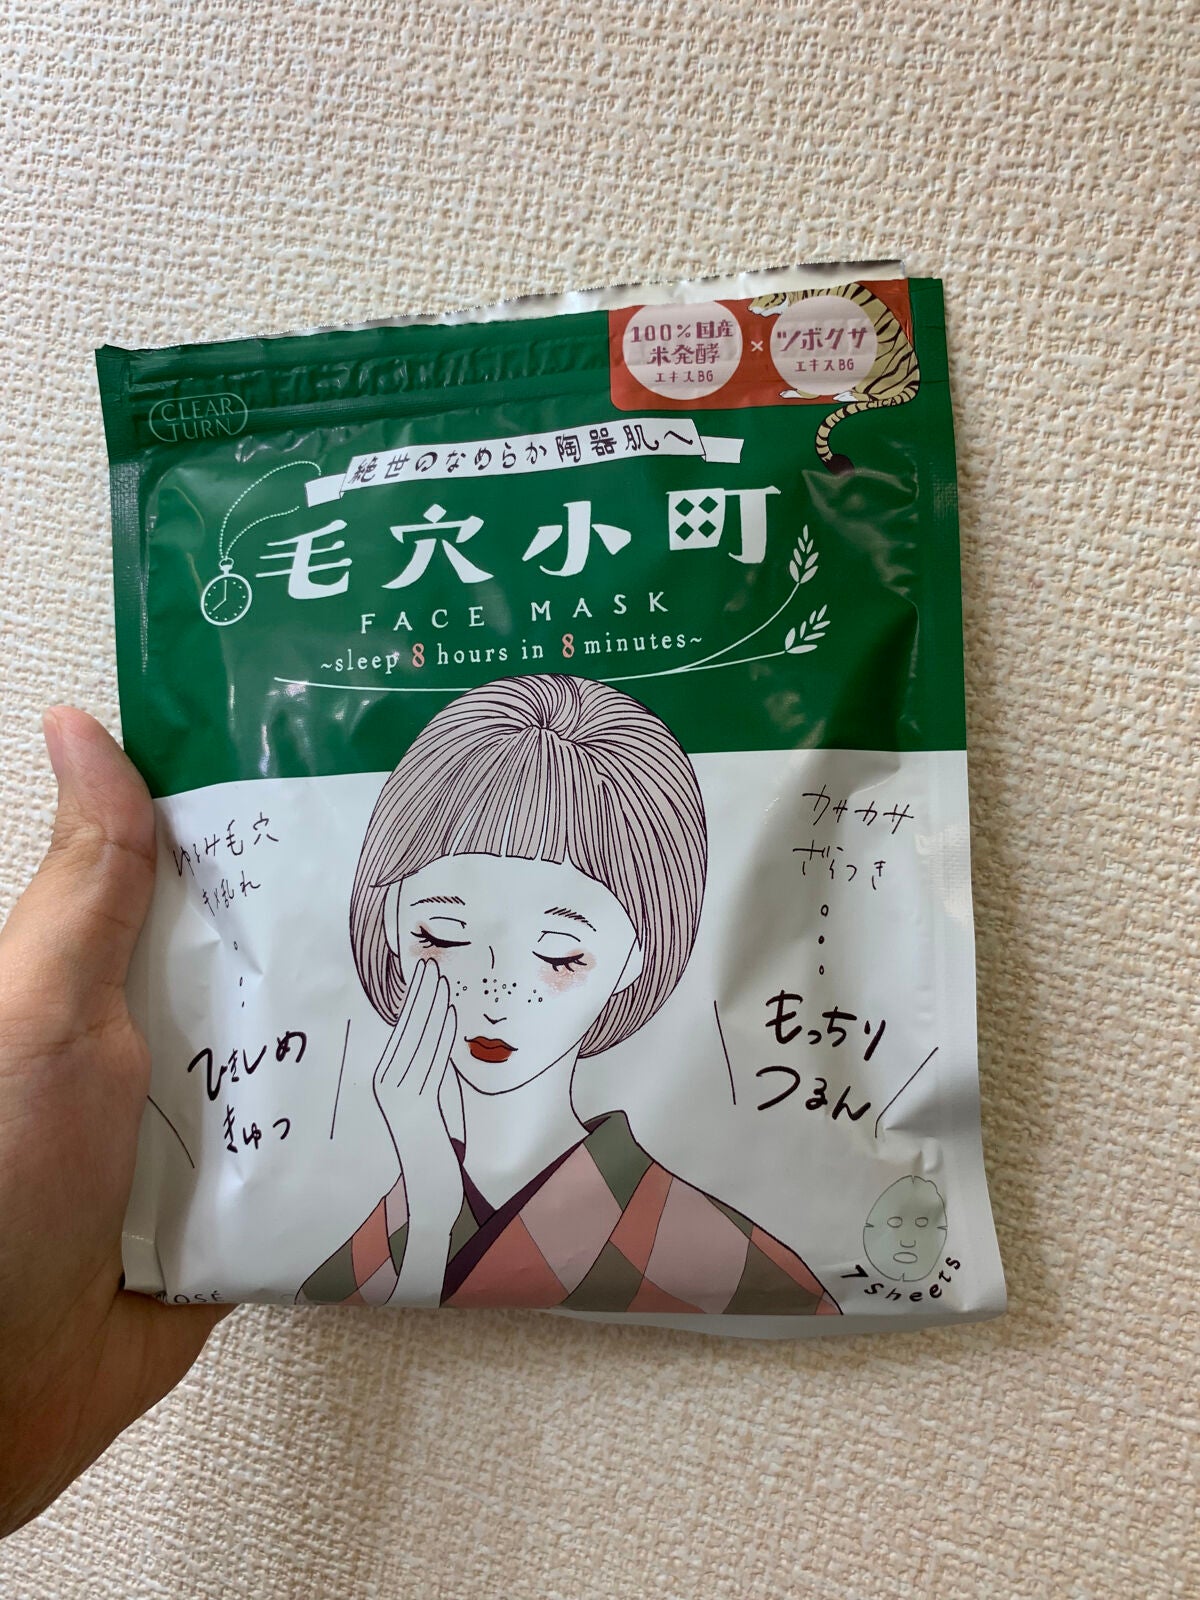 100%国産
米発酵
エキスBG
×
ツボクサ
エキスBG
CICA
CLEAR
TURN
絶世のなめらか陶器肌へ
毛穴小町
FACE MASK
~sleep 8 hours in 8 minutes~
ゆるみ毛穴
キメ乱れ
ひきしめ
きゅっ
カサカサ
ざらつき
もっちり
つるん
7 sheets
KOSÉ